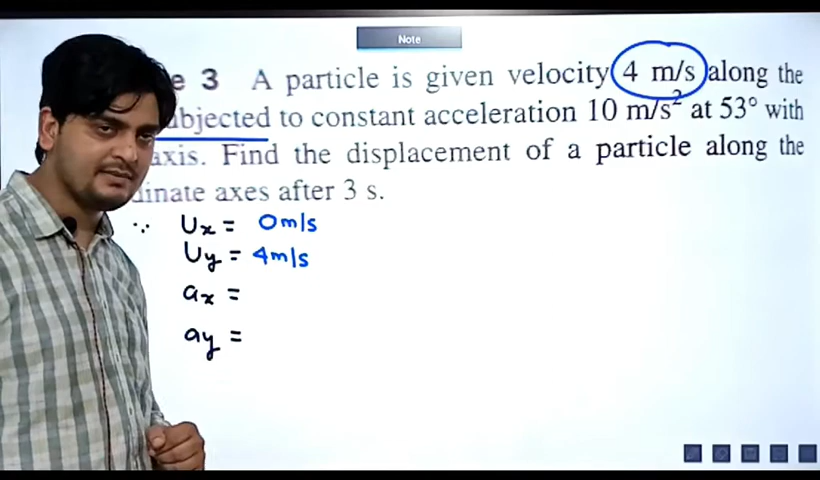 Note
e 3 A particle is given velocity 4 m/s along the
subjected to constant acceleration 10 m/s² at 53° with
axis. Find the displacement of a particle along the
dinate axes after 3 s.
∵ Ux = 0m/s
Uy = 4m/s
ax =
ay =